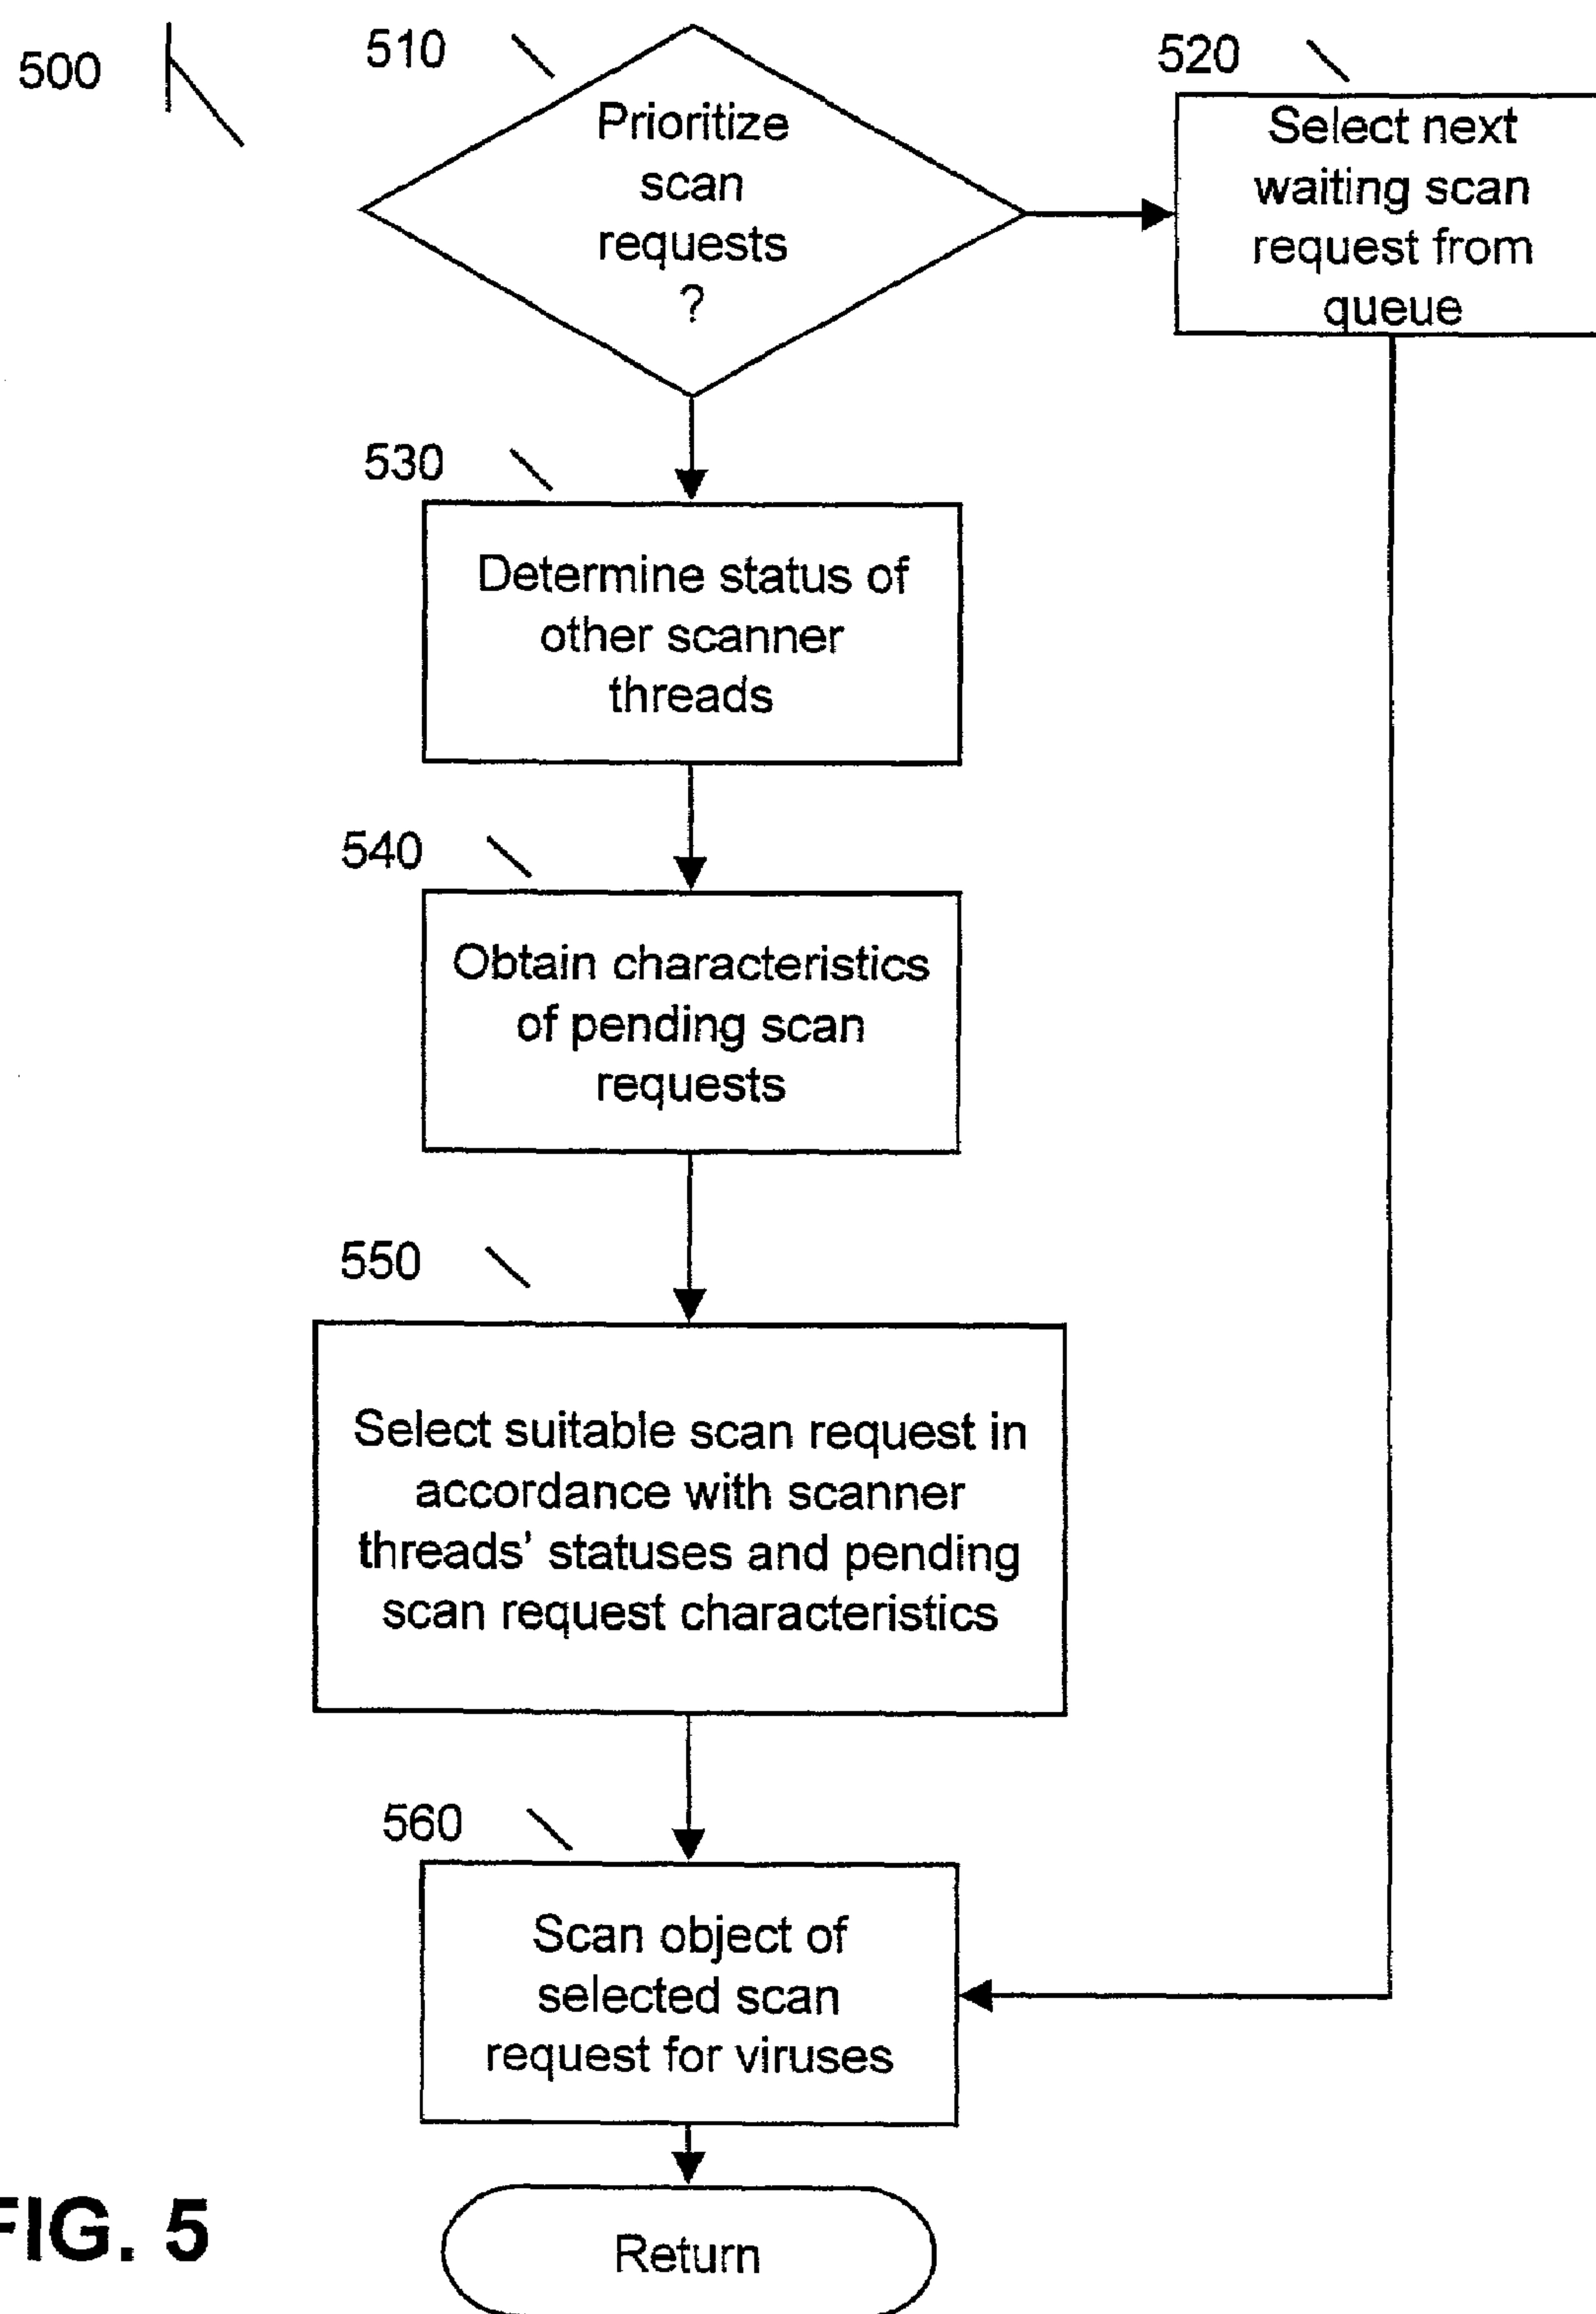 500
510
Prioritize
scan
requests
?
520
Select next
waiting scan
request from
queue
530
Determine status of
other scanner
threads
540
Obtain characteristics
of pending scan
requests
550
Select suitable scan request in
accordance with scanner
threads' statuses and pending
scan request characteristics
560
Scan object of
selected scan
request for viruses
Return
FIG. 5